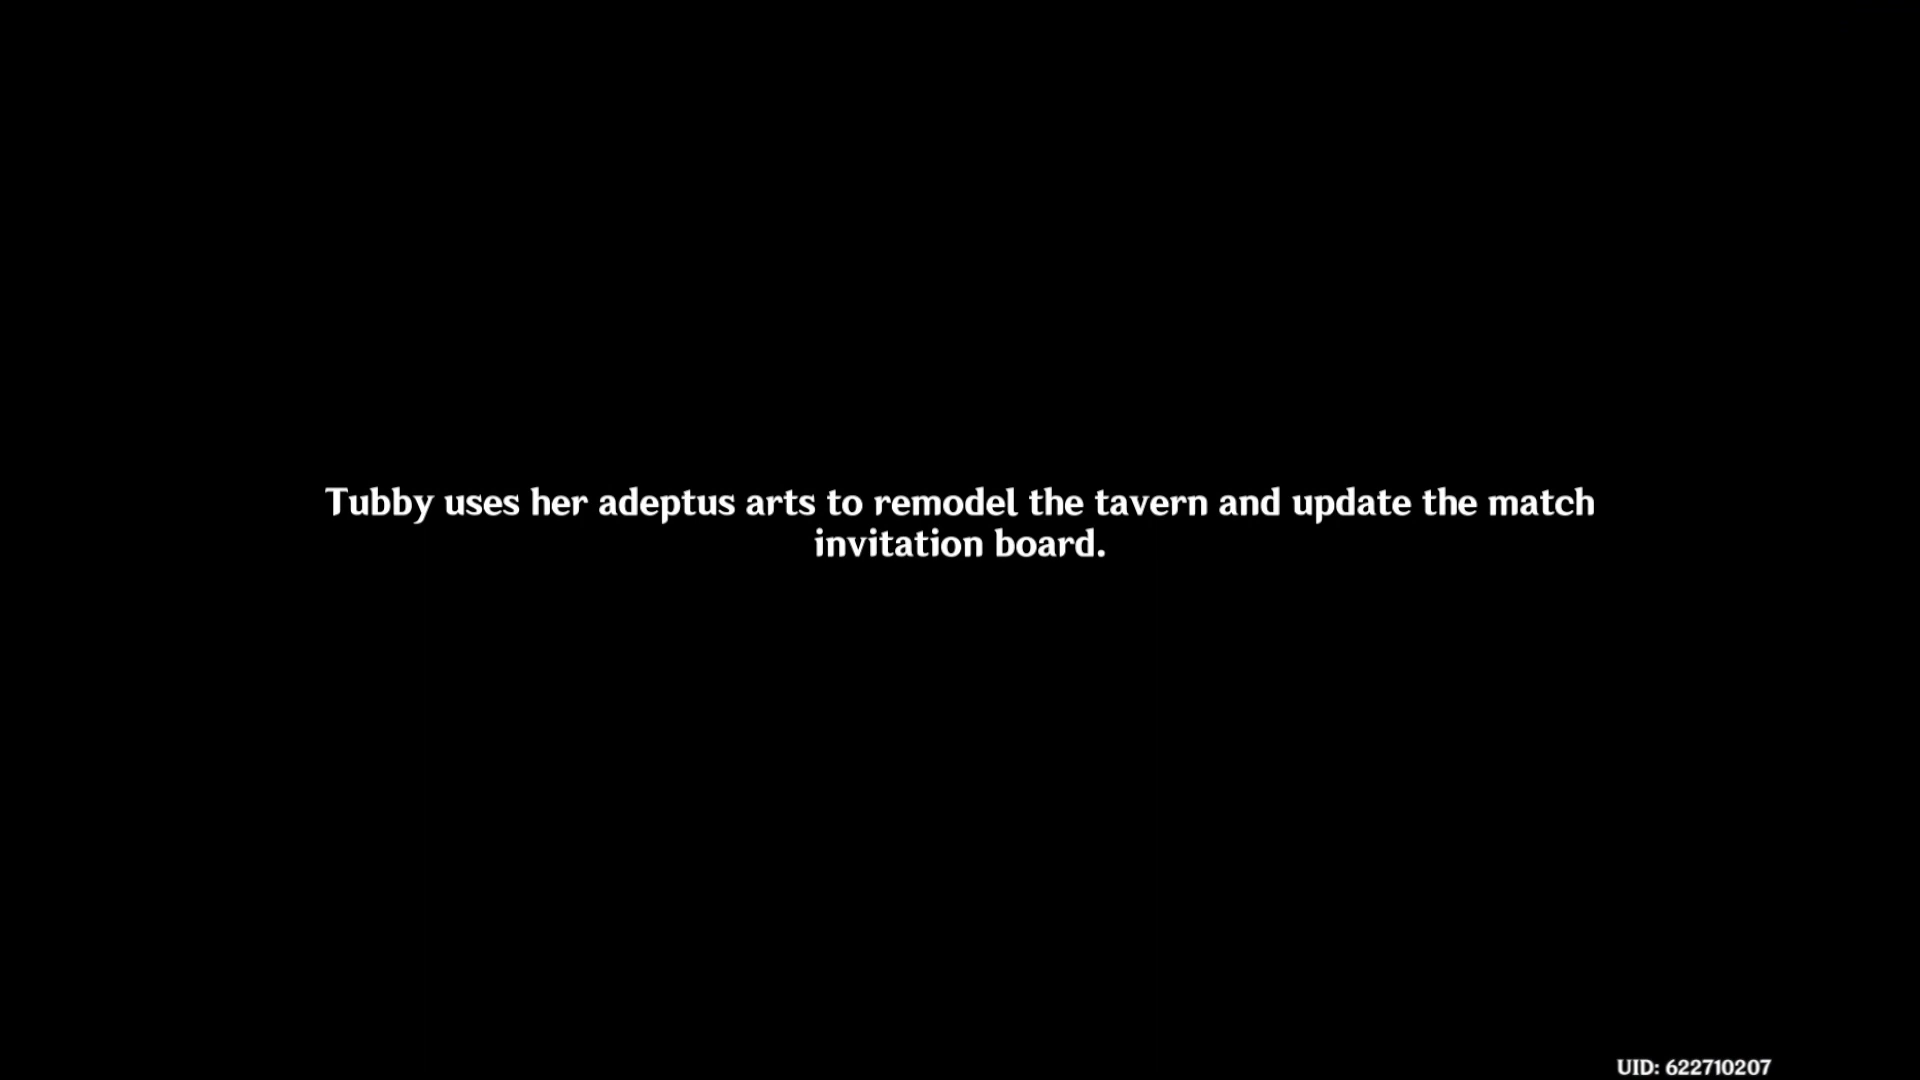 Tubby uses her adeptus arts to remodel the tavern and update the match
invitation board.
UID: 622710207